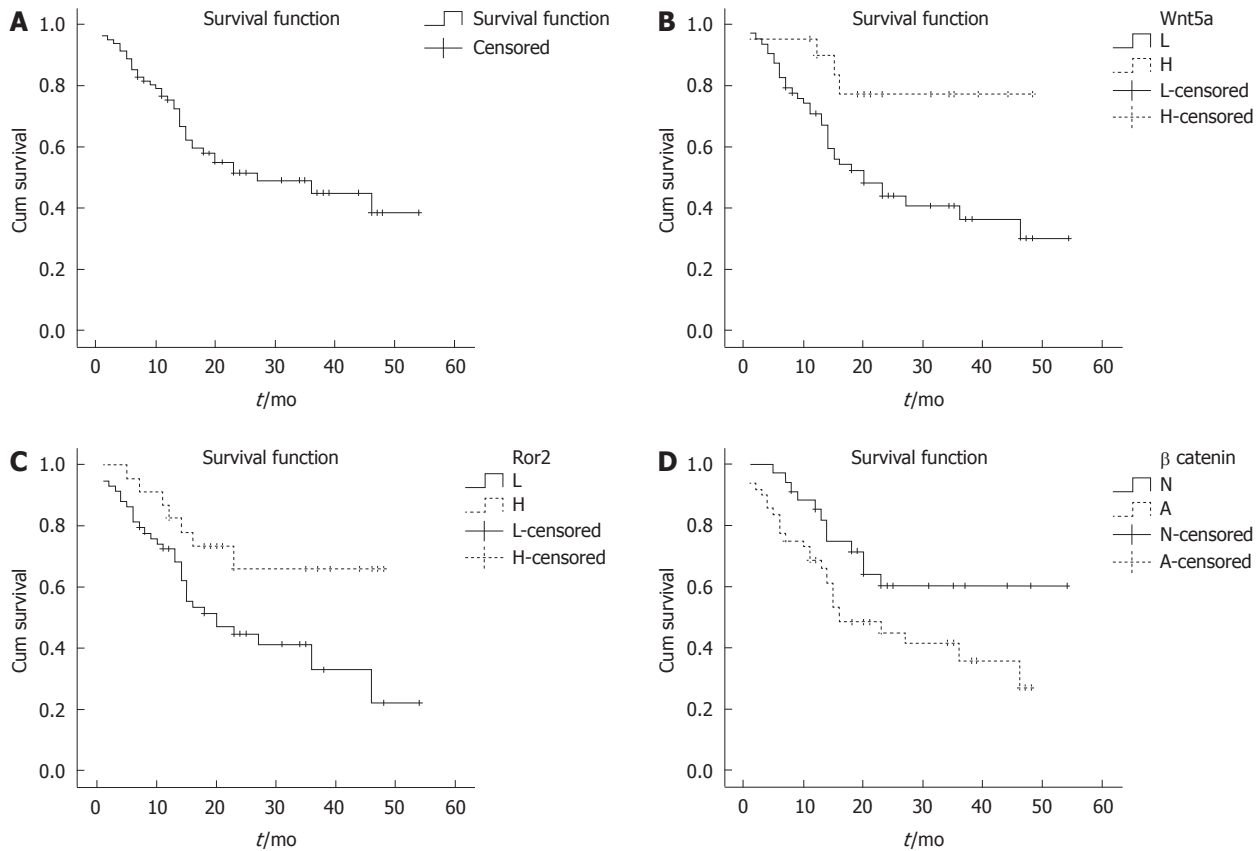 A
Survival function
Survival function
Censored
1.0
0.8
0.6
0.4
0.2
0.0
Cum survival
0 10 20 30 40 50 60
t/mo
B
Survival function
Wnt5a
L
H
L-censored
H-censored
1.0
0.8
0.6
0.4
0.2
0.0
Cum survival
0 10 20 30 40 50 60
t/mo
C
Survival function
Ror2
L
H
L-censored
H-censored
1.0
0.8
0.6
0.4
0.2
0.0
Cum survival
0 10 20 30 40 50 60
t/mo
D
Survival function
β catenin
N
A
N-censored
A-censored
1.0
0.8
0.6
0.4
0.2
0.0
Cum survival
0 10 20 30 40 50 60
t/mo